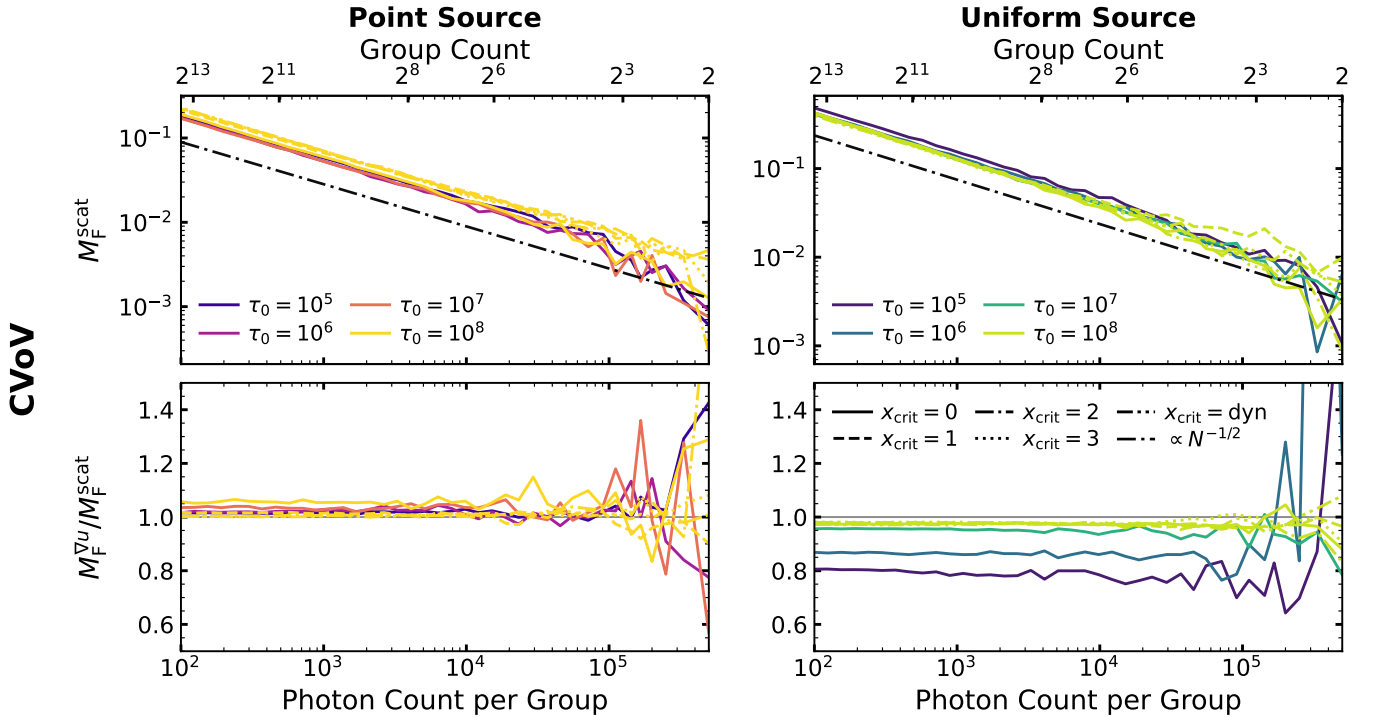 Point Source
Uniform Source
Group Count
Group Count
2^13 2^11 2^8 2^6 2^3 2
2^13 2^11 2^8 2^6 2^3 2
CVoV
M_F^scat
10^-1
10^-2
10^-3
τ_0 = 10^5 τ_0 = 10^7
τ_0 = 10^6 τ_0 = 10^8
M_F^scat
10^-1
10^-2
10^-3
τ_0 = 10^5 τ_0 = 10^7
τ_0 = 10^6 τ_0 = 10^8
M_F^∇u/M_F^scat
1.4
1.2
1.0
0.8
0.6
10^2 10^3 10^4 10^5
Photon Count per Group
M_F^∇u/M_F^scat
1.4
1.2
1.0
0.8
0.6
x_crit = 0 x_crit = 2 x_crit = dyn
x_crit = 1 x_crit = 3 ∝ N^-1/2
10^2 10^3 10^4 10^5
Photon Count per Group